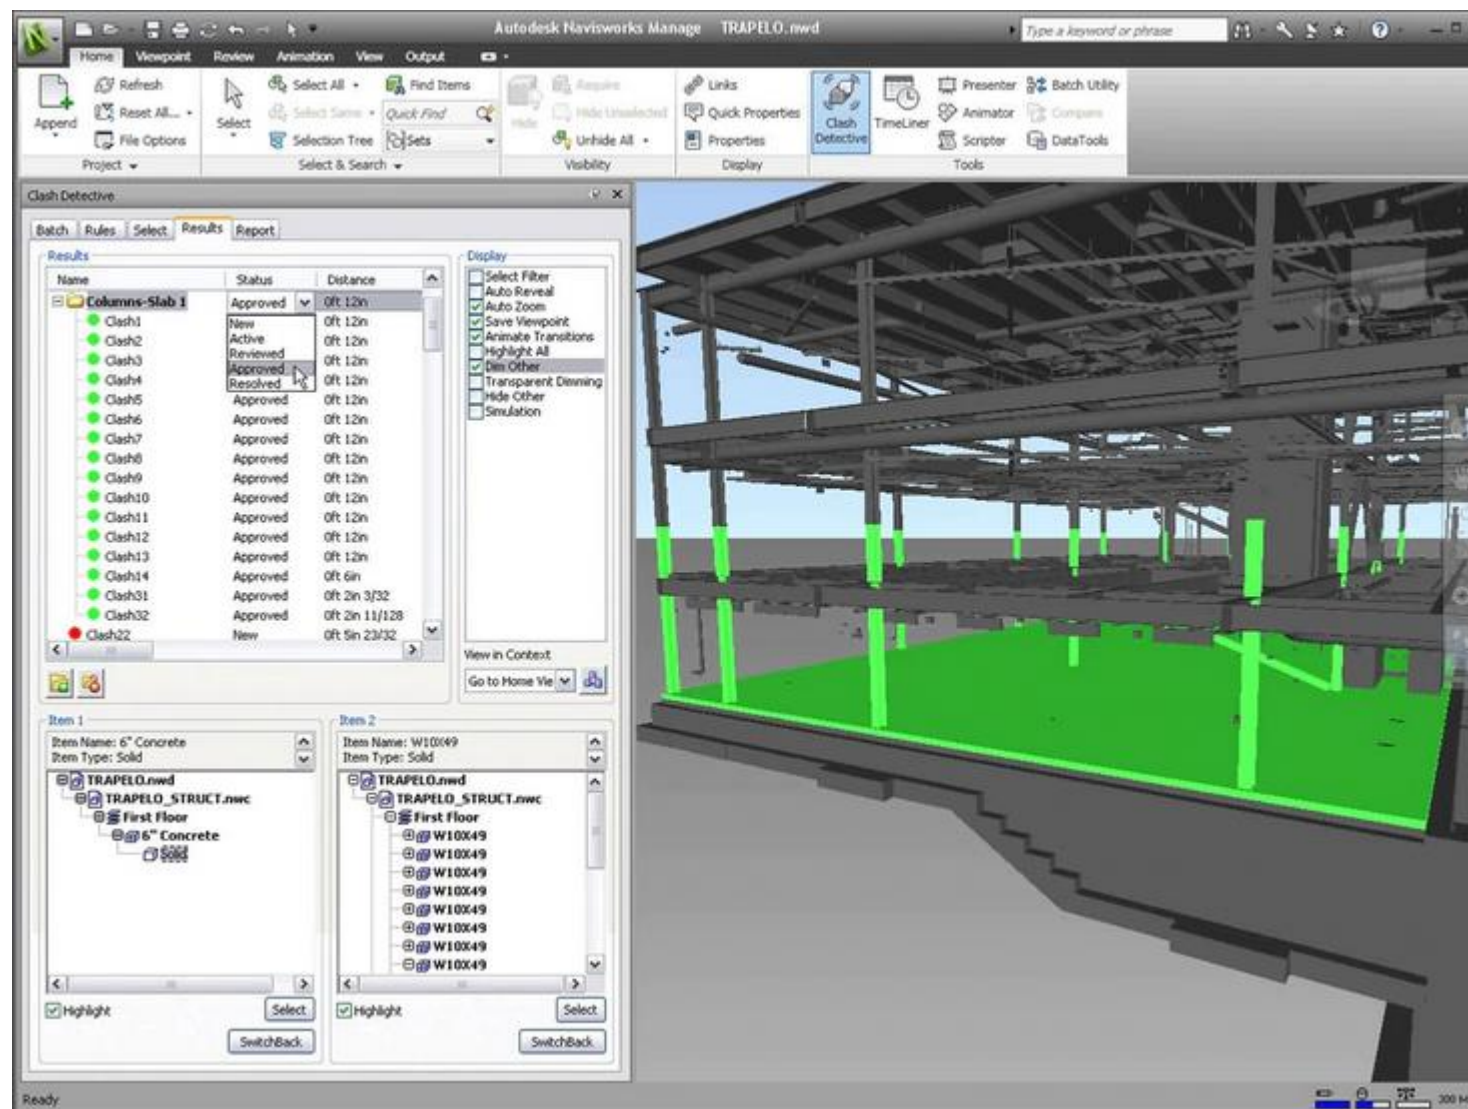 Autodesk Navisworks Manage TRAPELO.nwd
Type a keyword or phrase
Home Viewpoint Review Animation View Output
Append
Refresh
Reset All...
File Options
Project
Select
Select All
Select Same
Selection Tree
Find Items
Quick Find
Sets
Select & Search
Hide
Require
Hide Unselected
Unhide All
Visibility
Links
Quick Properties
Properties
Display
Clash
Detective
TimeLiner
Presenter
Animator
Scripter
Batch Utility
Compare
DataTools
Tools
Clash Detective
Batch Rules Select Results Report
Results
Name Status Distance
Columns-Slab 1 Approved 0ft 12in
Clash1 0ft 12in
Clash2 0ft 12in
Clash3 0ft 12in
Clash4 0ft 12in
New
Active
Reviewed
Approved
Resolved
Clash5 Approved 0ft 12in
Clash6 Approved 0ft 12in
Clash7 Approved 0ft 12in
Clash8 Approved 0ft 12in
Clash9 Approved 0ft 12in
Clash10 Approved 0ft 12in
Clash11 Approved 0ft 12in
Clash12 Approved 0ft 12in
Clash13 Approved 0ft 12in
Clash14 Approved 0ft 6in
Clash31 Approved 0ft 2in 3/32
Clash32 Approved 0ft 2in 11/128
Clash22 New 0ft 5in 23/32
Display
Select Filter
Auto Reveal
Auto Zoom
Save Viewpoint
Animate Transitions
Highlight All
Dim Other
Transparent Dimming
Hide Other
Simulation
View in Context
Go to Home Vie
Item 1
Item Name: 6" Concrete
Item Type: Solid
TRAPELO.nwd
TRAPELO_STRUCT.nwc
First Floor
6" Concrete
Solid
Highlight
Select
SwitchBack
Item 2
Item Name: W10X49
Item Type: Solid
TRAPELO.nwd
TRAPELO_STRUCT.nwc
First Floor
W10X49
W10X49
W10X49
W10X49
W10X49
W10X49
W10X49
W10X49
Highlight
Select
SwitchBack
Ready
300 M